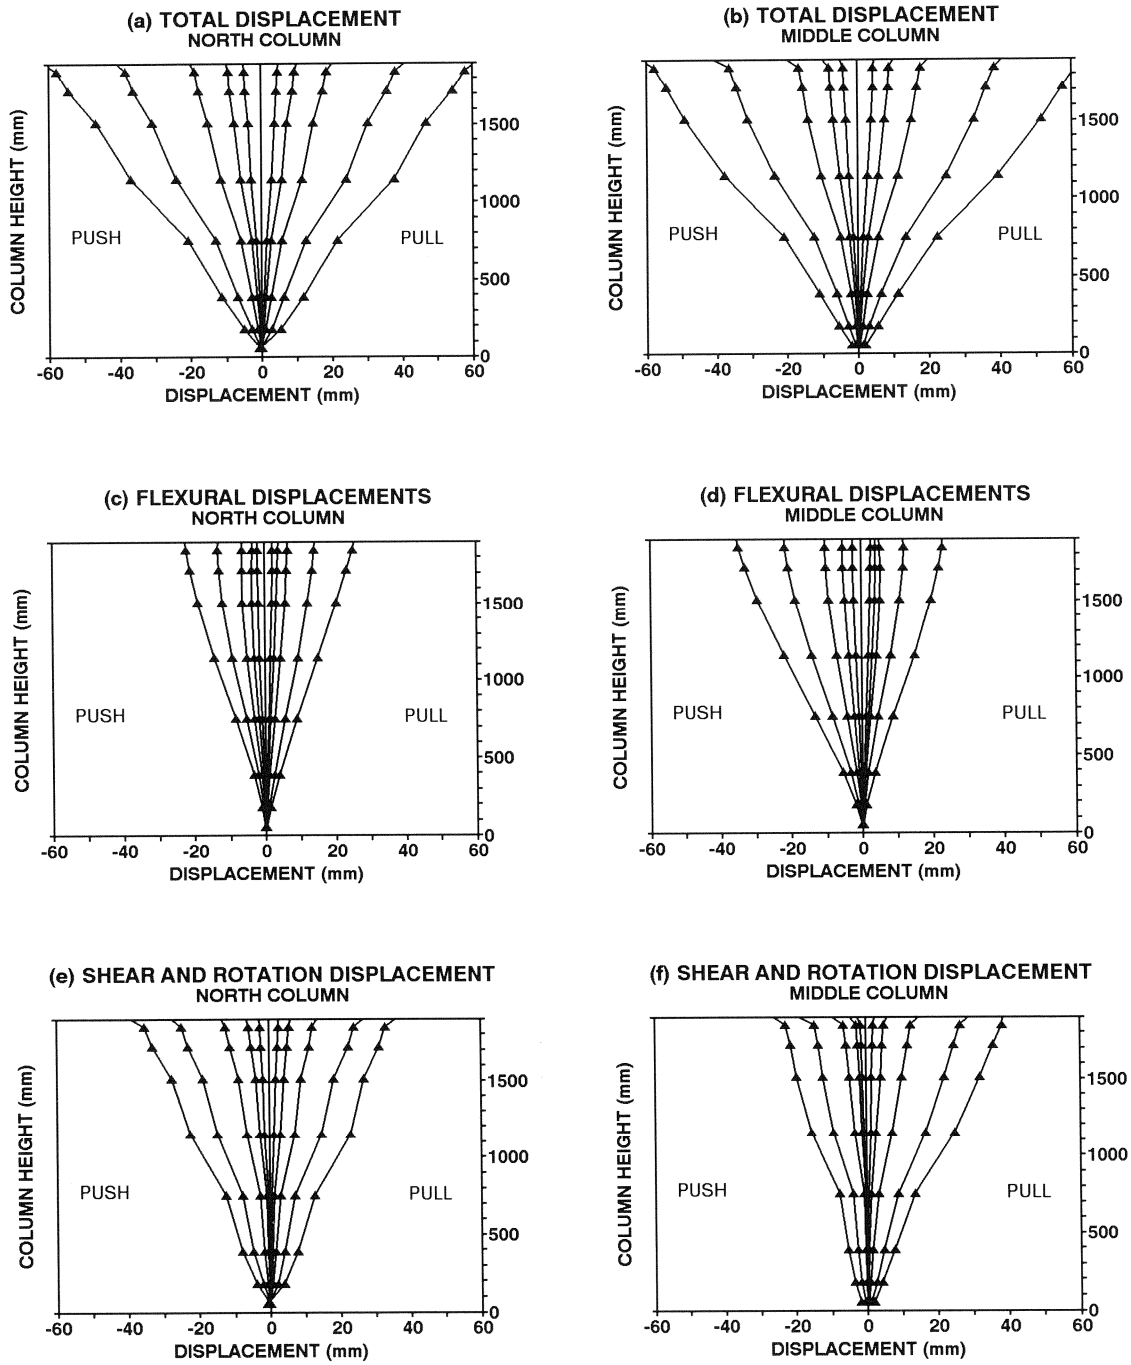 (a) TOTAL DISPLACEMENT
NORTH COLUMN
COLUMN HEIGHT (mm)
PUSH
PULL
1500
1000
500
0
-60 -40 -20 0 20 40 60
DISPLACEMENT (mm)
(b) TOTAL DISPLACEMENT
MIDDLE COLUMN
COLUMN HEIGHT (mm)
PUSH
PULL
1500
1000
500
0
-60 -40 -20 0 20 40 60
DISPLACEMENT (mm)
(c) FLEXURAL DISPLACEMENTS
NORTH COLUMN
COLUMN HEIGHT (mm)
PUSH
PULL
1500
1000
500
0
-60 -40 -20 0 20 40 60
DISPLACEMENT (mm)
(d) FLEXURAL DISPLACEMENTS
MIDDLE COLUMN
COLUMN HEIGHT (mm)
PUSH
PULL
1500
1000
500
0
-60 -40 -20 0 20 40 60
DISPLACEMENT (mm)
(e) SHEAR AND ROTATION DISPLACEMENT
NORTH COLUMN
COLUMN HEIGHT (mm)
PUSH
PULL
1500
1000
500
0
-60 -40 -20 0 20 40 60
DISPLACEMENT (mm)
(f) SHEAR AND ROTATION DISPLACEMENT
MIDDLE COLUMN
COLUMN HEIGHT (mm)
PUSH
PULL
1500
1000
500
0
-60 -40 -20 0 20 40 60
DISPLACEMENT (mm)